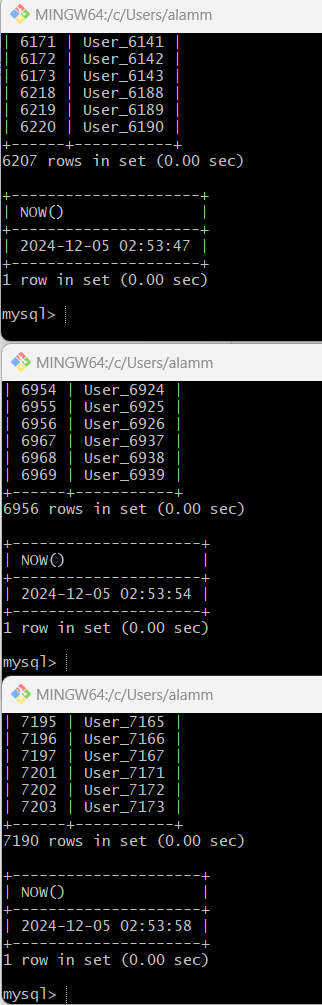 MINGW64:/c/Users/alamm
| 6171 | User_6141 |
| 6172 | User_6142 |
| 6173 | User_6143 |
| 6218 | User_6188 |
| 6219 | User_6189 |
| 6220 | User_6190 |
+------+-----------+
6207 rows in set (0.00 sec)
+---------------------+
| NOW()               |
+---------------------+
| 2024-12-05 02:53:47 |
+---------------------+
1 row in set (0.00 sec)
mysql>
MINGW64:/c/Users/alamm
| 6954 | User_6924 |
| 6955 | User_6925 |
| 6956 | User_6926 |
| 6967 | User_6937 |
| 6968 | User_6938 |
| 6969 | User_6939 |
+------+-----------+
6956 rows in set (0.00 sec)
+---------------------+
| NOW()               |
+---------------------+
| 2024-12-05 02:53:54 |
+---------------------+
1 row in set (0.00 sec)
mysql>
MINGW64:/c/Users/alamm
| 7195 | User_7165 |
| 7196 | User_7166 |
| 7197 | User_7167 |
| 7201 | User_7171 |
| 7202 | User_7172 |
| 7203 | User_7173 |
+------+-----------+
7190 rows in set (0.00 sec)
+---------------------+
| NOW()               |
+---------------------+
| 2024-12-05 02:53:58 |
+---------------------+
1 row in set (0.00 sec)
mysql>